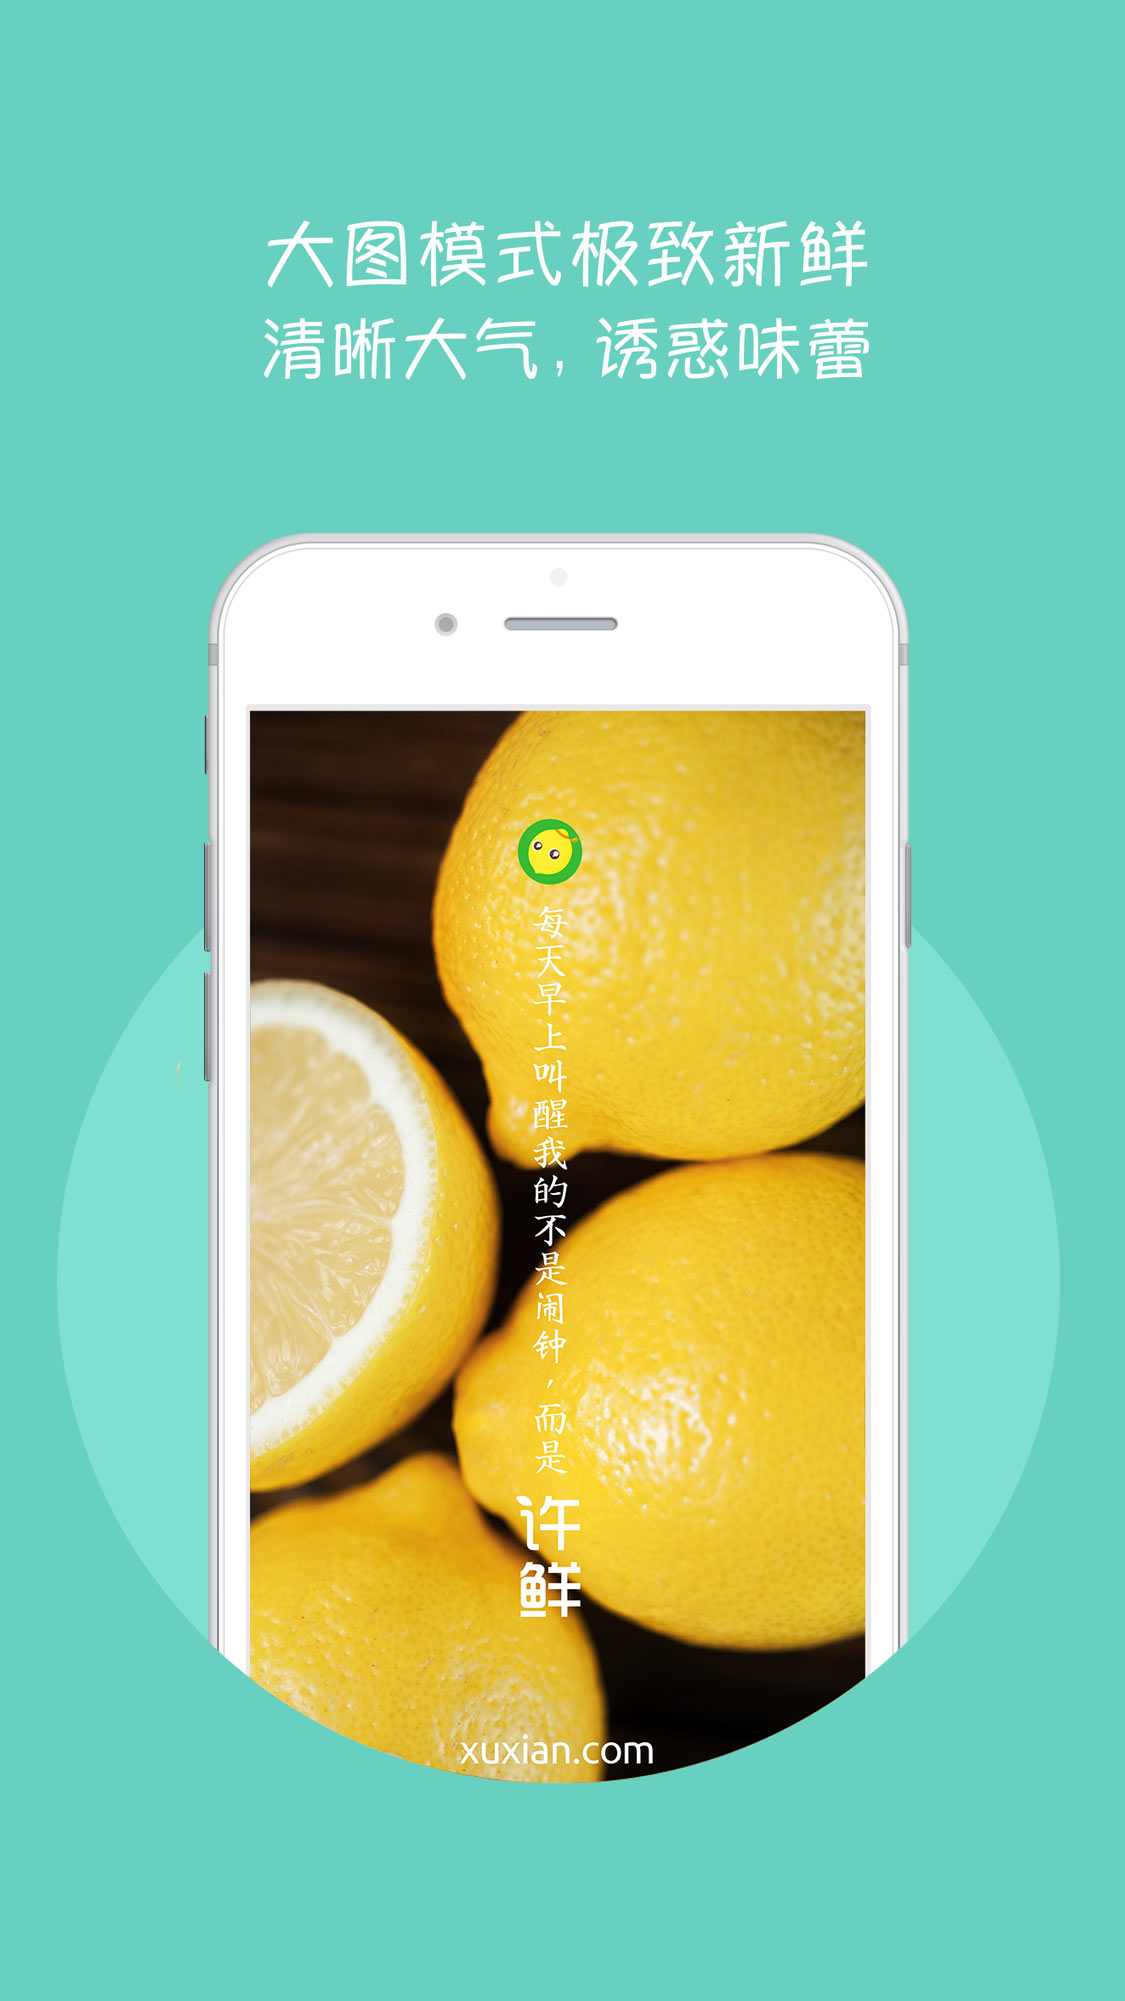 大图模式极致新鲜
清晰大气，诱惑味蕾
每天早上叫醒我的不是闹钟，而是
许鲜
xuxian.com